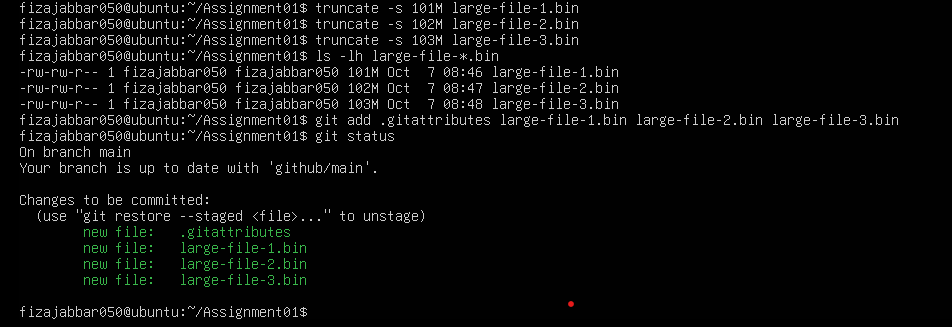 fizajabbar050@ubuntu:~/Assignment01$ truncate -s 101M large-file-1.bin
fizajabbar050@ubuntu:~/Assignment01$ truncate -s 102M large-file-2.bin
fizajabbar050@ubuntu:~/Assignment01$ truncate -s 103M large-file-3.bin
fizajabbar050@ubuntu:~/Assignment01$ ls -lh large-file-*.bin
-rw-rw-r-- 1 fizajabbar050 fizajabbar050 101M Oct  7 08:46 large-file-1.bin
-rw-rw-r-- 1 fizajabbar050 fizajabbar050 102M Oct  7 08:47 large-file-2.bin
-rw-rw-r-- 1 fizajabbar050 fizajabbar050 103M Oct  7 08:48 large-file-3.bin
fizajabbar050@ubuntu:~/Assignment01$ git add .gitattributes large-file-1.bin large-file-2.bin large-file-3.bin
fizajabbar050@ubuntu:~/Assignment01$ git status
On branch main
Your branch is up to date with 'github/main'.

Changes to be committed:
  (use "git restore --staged <file>..." to unstage)
        new file:   .gitattributes
        new file:   large-file-1.bin
        new file:   large-file-2.bin
        new file:   large-file-3.bin

fizajabbar050@ubuntu:~/Assignment01$